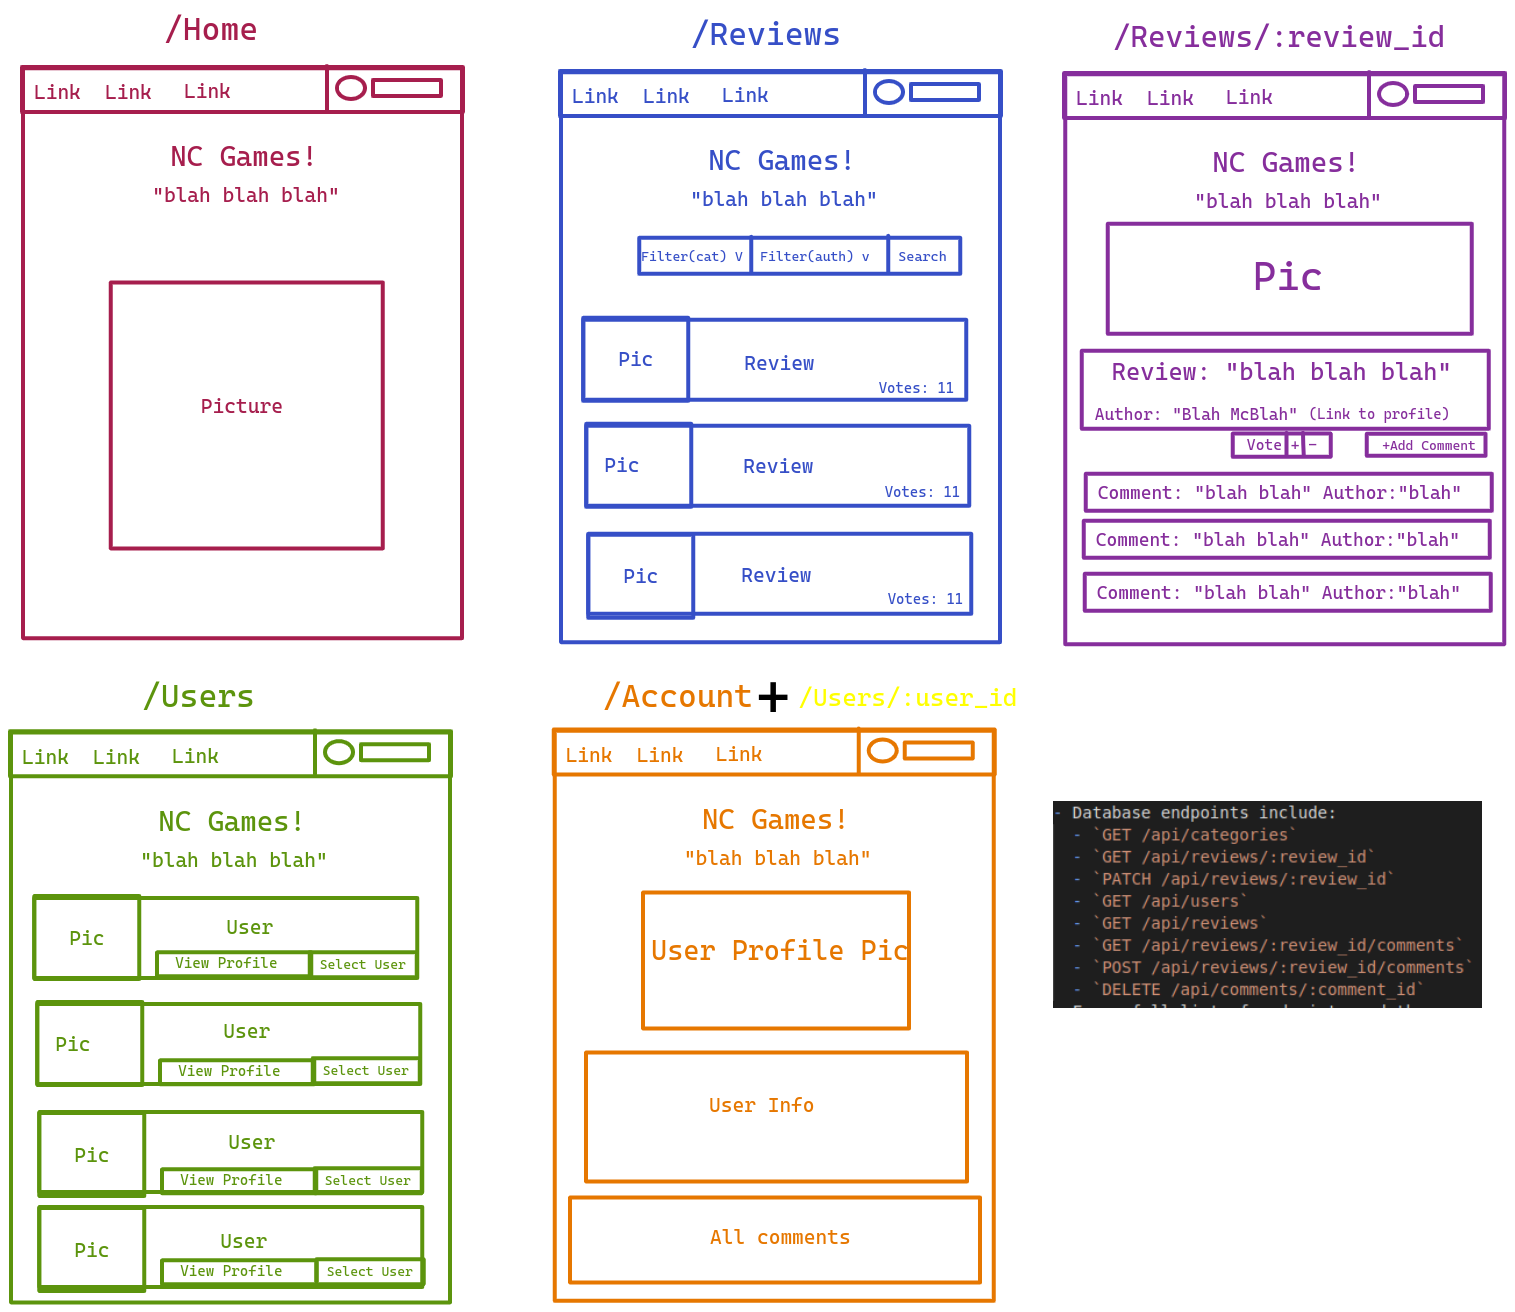 /Home
Link Link Link
NC Games!
"blah blah blah"
Picture
/Reviews
Link Link Link
NC Games!
"blah blah blah"
Filter(cat) V Filter(auth) v Search
Pic Review
Votes: 11
Pic Review
Votes: 11
Pic Review
Votes: 11
/Reviews/:review_id
Link Link Link
NC Games!
"blah blah blah"
Pic
Review: "blah blah blah"
Author: "Blah McBlah" (Link to profile)
Vote + - +Add Comment
Comment: "blah blah" Author:"blah"
Comment: "blah blah" Author:"blah"
Comment: "blah blah" Author:"blah"
/Users
Link Link Link
NC Games!
"blah blah blah"
Pic User
View Profile Select User
Pic User
View Profile Select User
Pic User
View Profile Select User
Pic User
View Profile Select User
/Account + /Users/:user_id
Link Link Link
NC Games!
"blah blah blah"
User Profile Pic
User Info
All comments
- Database endpoints include:
- `GET /api/categories`
- `GET /api/reviews/:review_id`
- `PATCH /api/reviews/:review_id`
- `GET /api/users`
- `GET /api/reviews`
- `GET /api/reviews/:review_id/comments`
- `POST /api/reviews/:review_id/comments`
- `DELETE /api/comments/:comment_id`